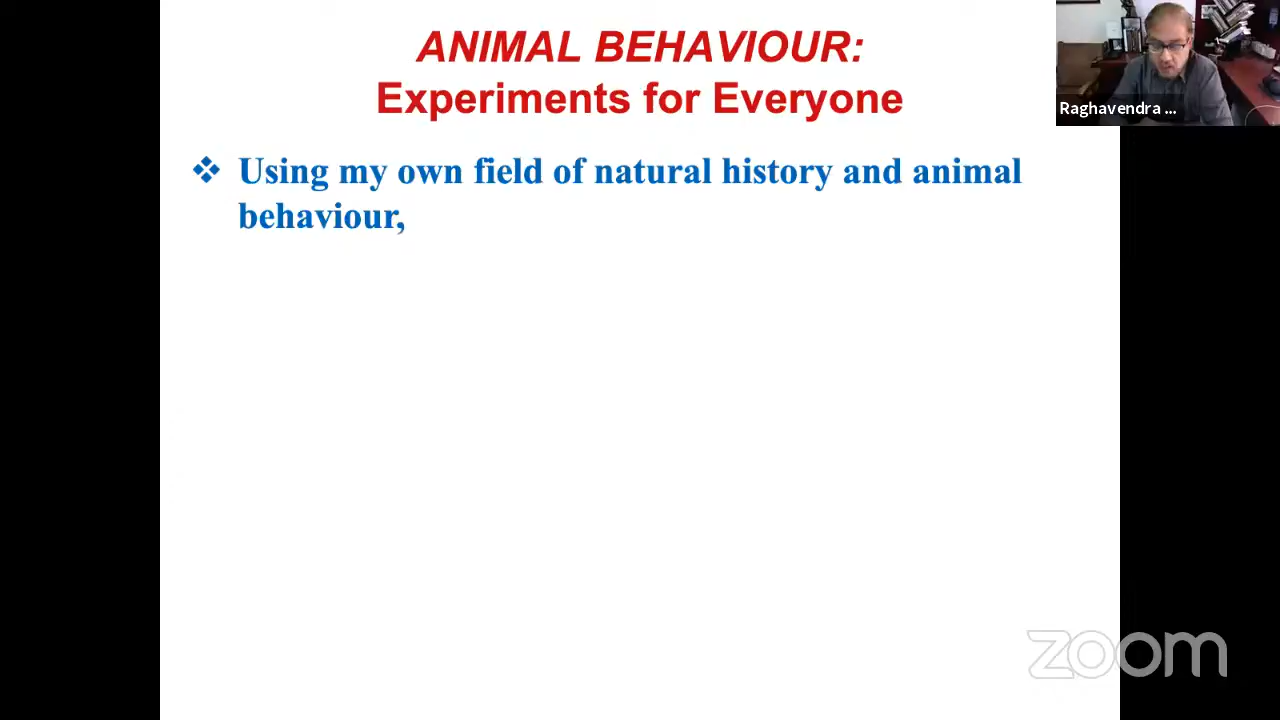 ANIMAL BEHAVIOUR:
Experiments for Everyone
Raghavendra ...
❖ Using my own field of natural history and animal
behaviour,
zoom